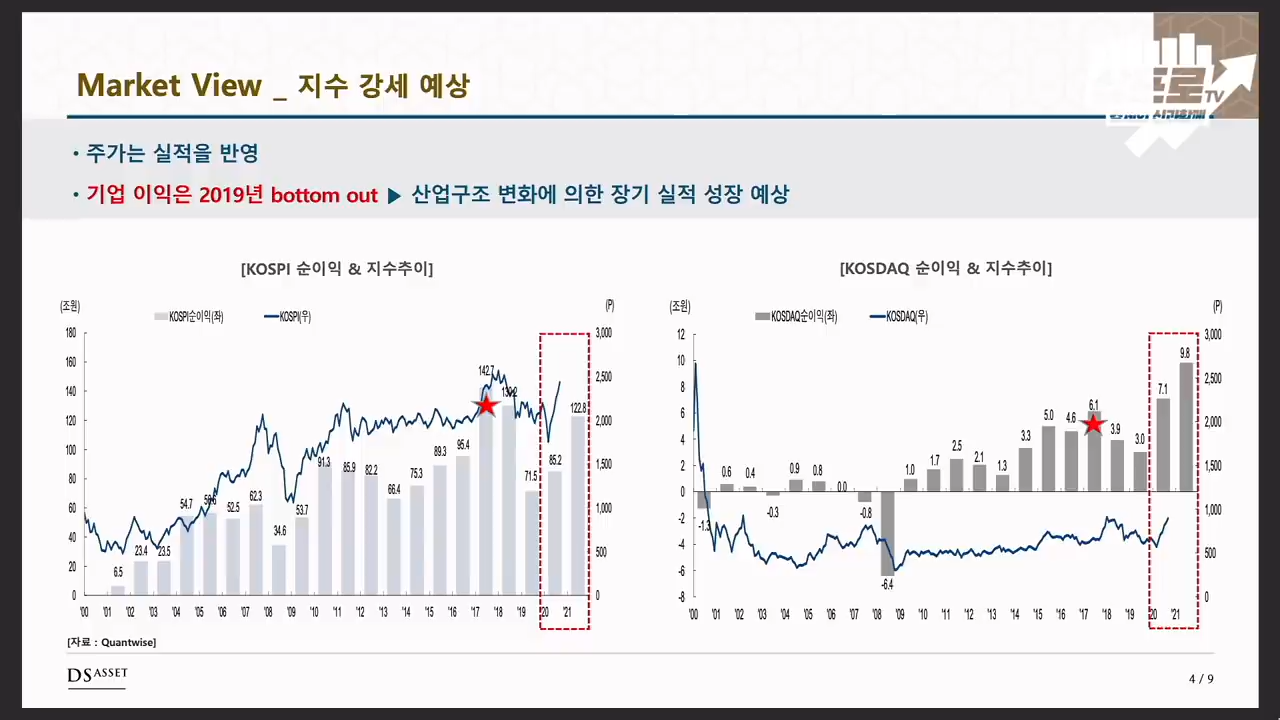 Market View _ 지수 강세 예상
프로TV
• 주가는 실적을 반영
• 기업 이익은 2019년 bottom out ▶ 산업구조 변화에 의한 장기 실적 성장 예상
[KOSPI 순이익 & 지수추이]
(조원) KOSPI순이익(좌) KOSPI(우) (P)
180 160 140 120 100 80 60 40 20 0
3,000 2,500 2,000 1,500 1,000 500 0
6.5 23.4 23.5 54.7 52.5 62.3 34.6 53.7 91.3 85.9 82.2 66.4 75.3 89.3 95.4 142.7 71.5 85.2 122.8
'00 '01 '02 '03 '04 '05 '06 '07 '08 '09 '10 '11 '12 '13 '14 '15 '16 '17 '18 '19 '20 '21
[KOSDAQ 순이익 & 지수추이]
(조원) KOSDAQ순이익(좌) KOSDAQ(우) (P)
12 10 8 6 4 2 0 -2 -4 -6 -8
3,000 2,500 2,000 1,500 1,000 500 0
-1.3 0.6 0.4 -0.3 0.9 0.8 0.0 -0.8 -6.4 1.0 1.7 2.5 2.1 1.3 3.3 5.0 4.6 6.1 3.9 3.0 7.1 9.8
'00 '01 '02 '03 '04 '05 '06 '07 '08 '09 '10 '11 '12 '13 '14 '15 '16 '17 '18 '19 '20 '21
[자료 : Quantwise]
DS ASSET
4 / 9